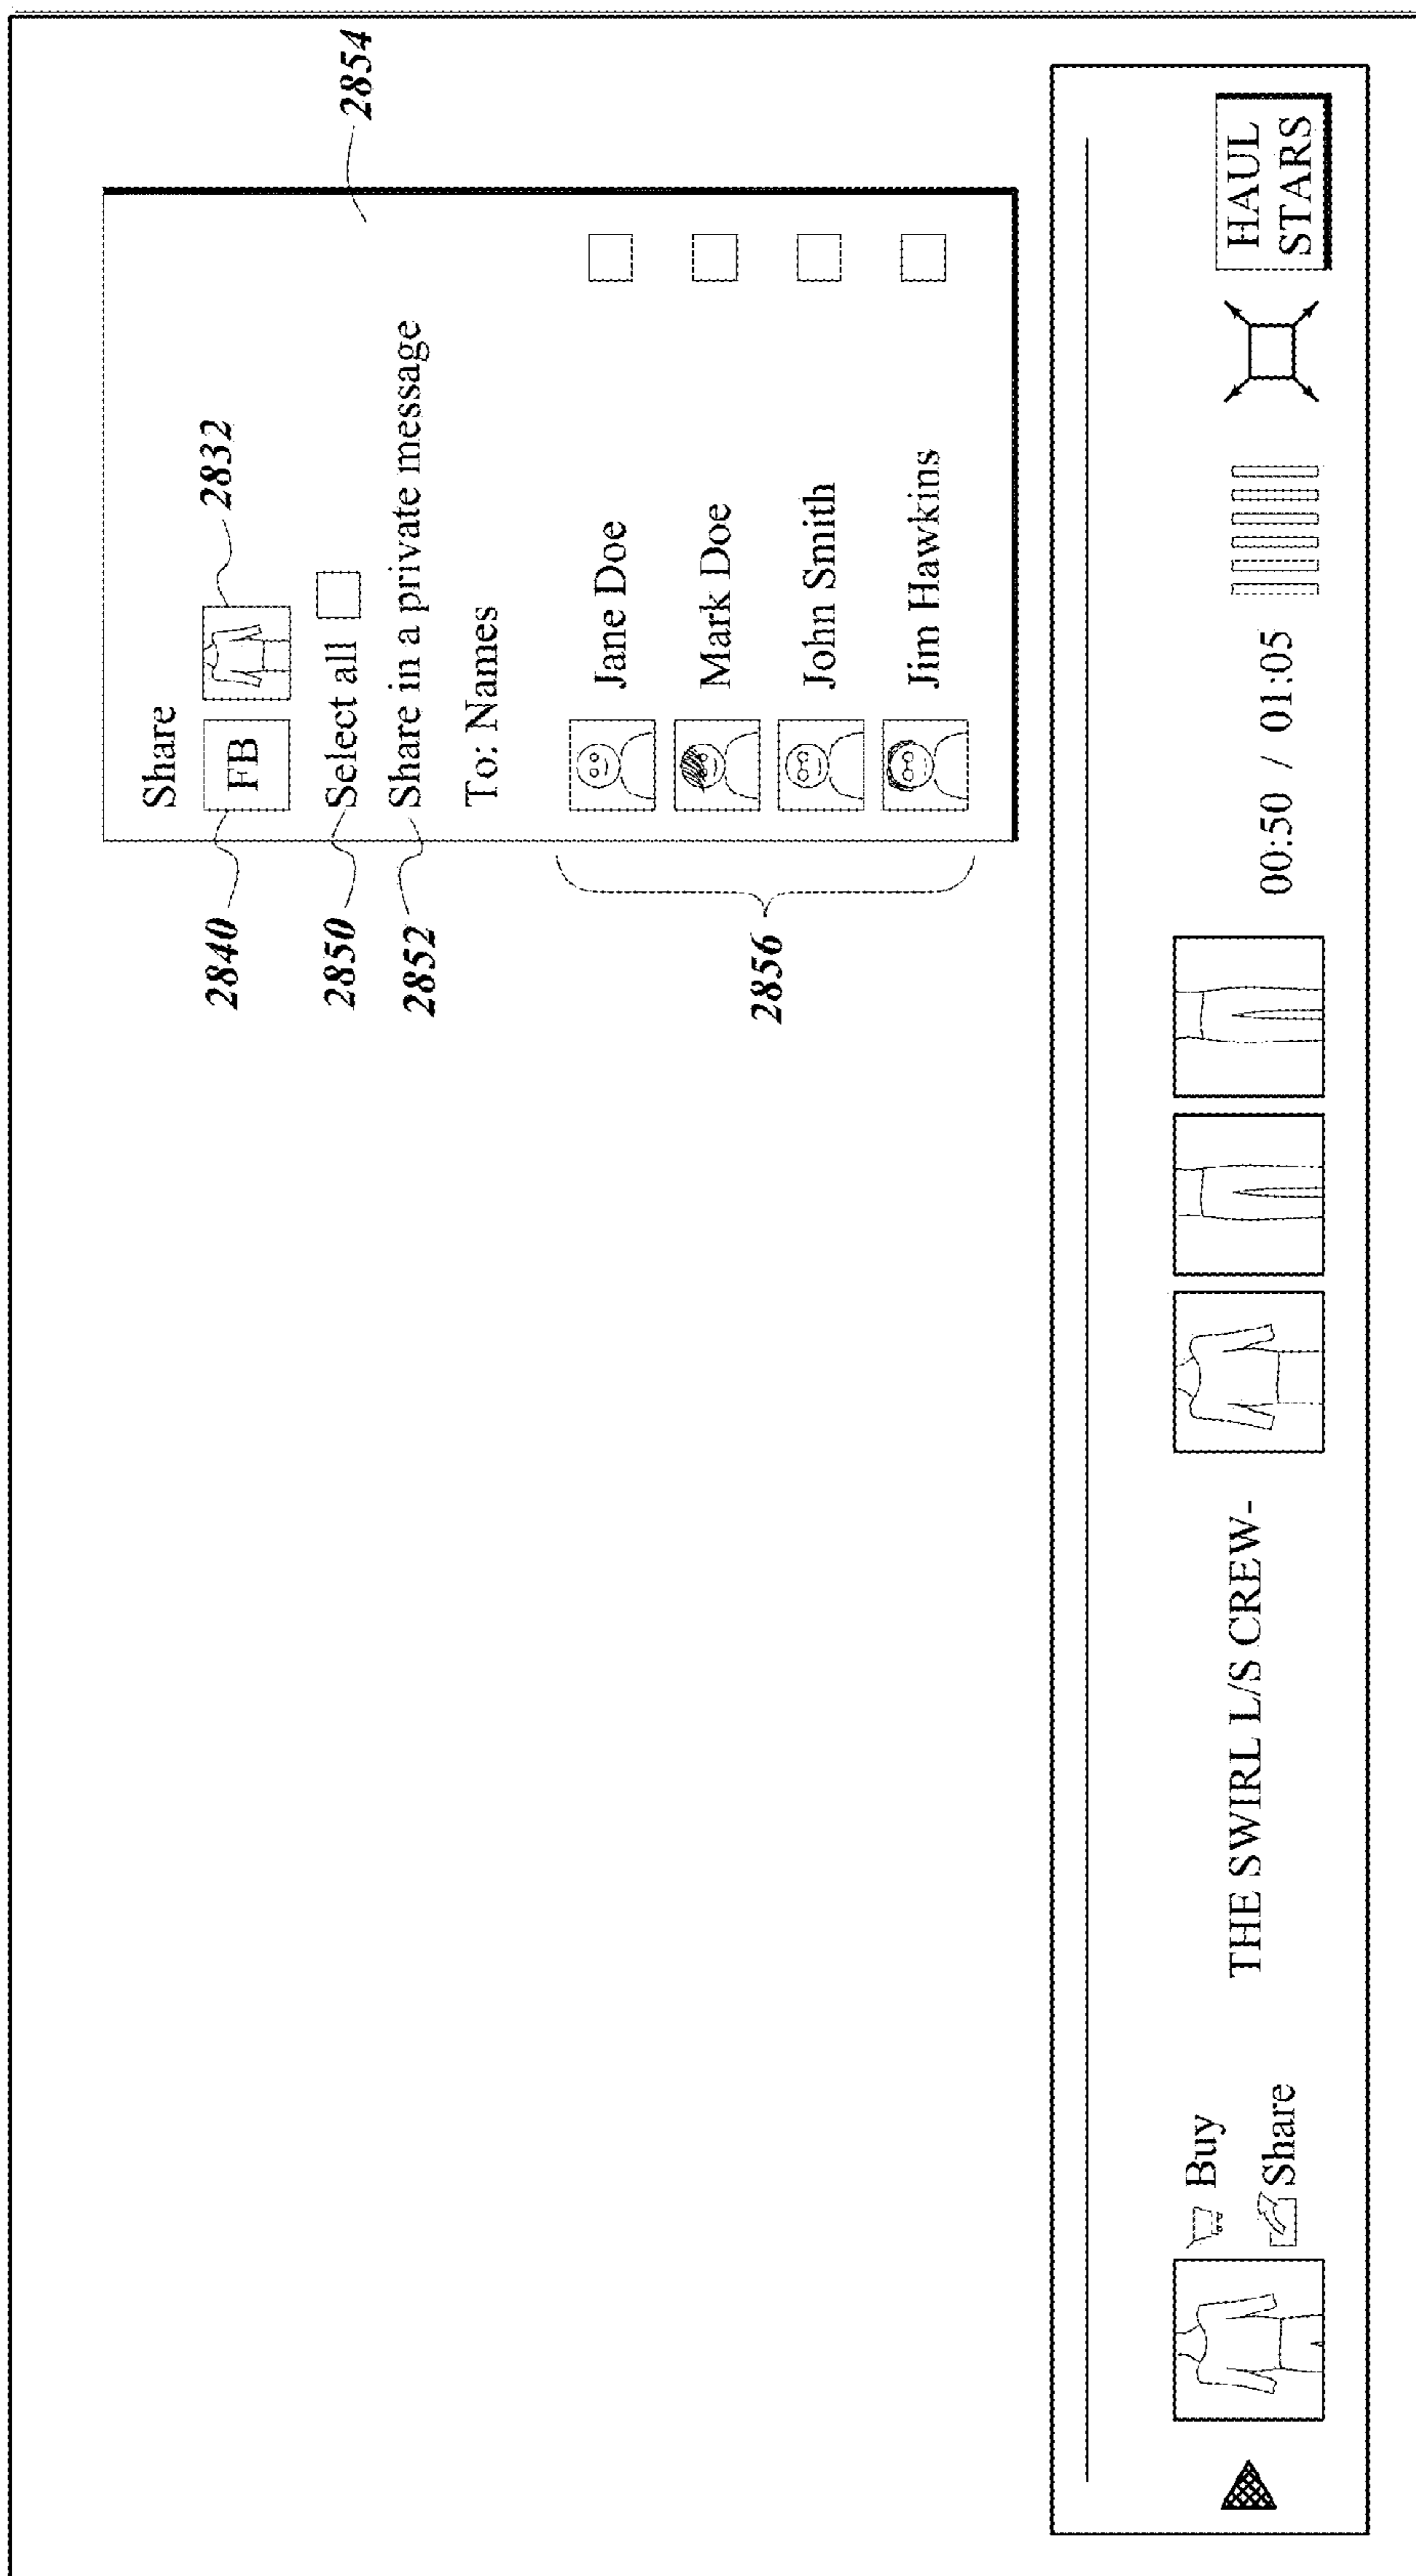 2854
Share
2840
FB
2832
2850
Select all
2852
Share in a private message
To: Names
2856
Jane Doe
Mark Doe
John Smith
Jim Hawkins
Buy
Share
THE SWIRL L/S CREW-
00:50 / 01:05
HAUL
STARS